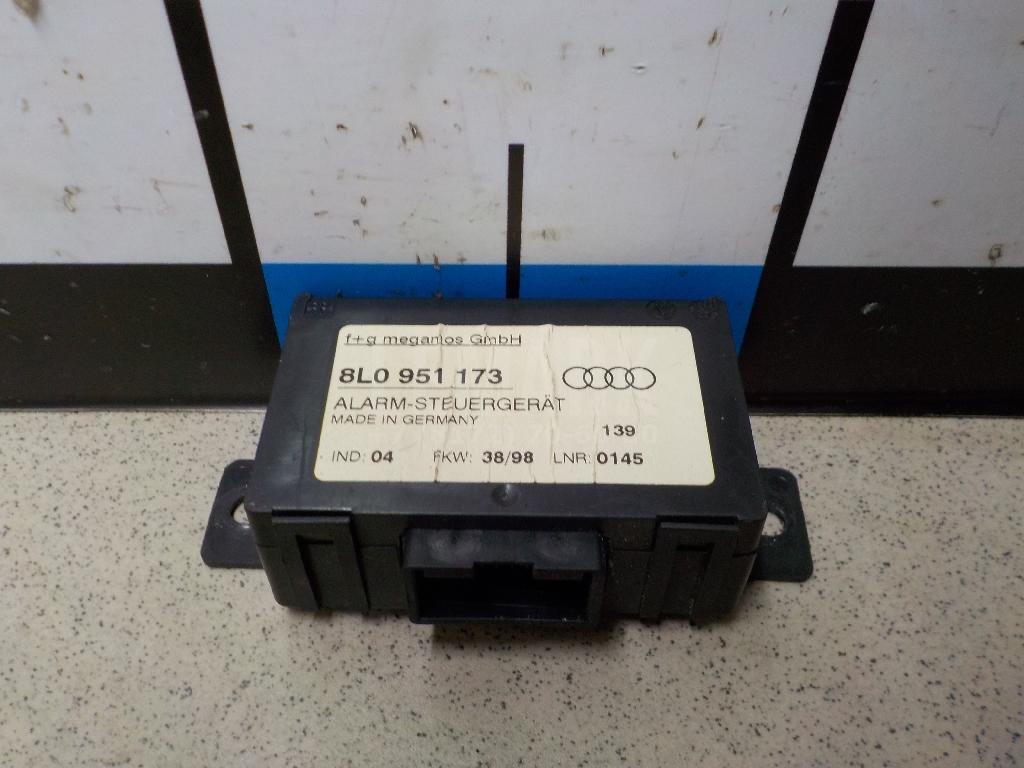 f+g megamos GmbH
8L0 951 173
ALARM-STEUERGERÄT
MADE IN GERMANY
139
IND: 04 FKW: 38/98 LNR: 0145